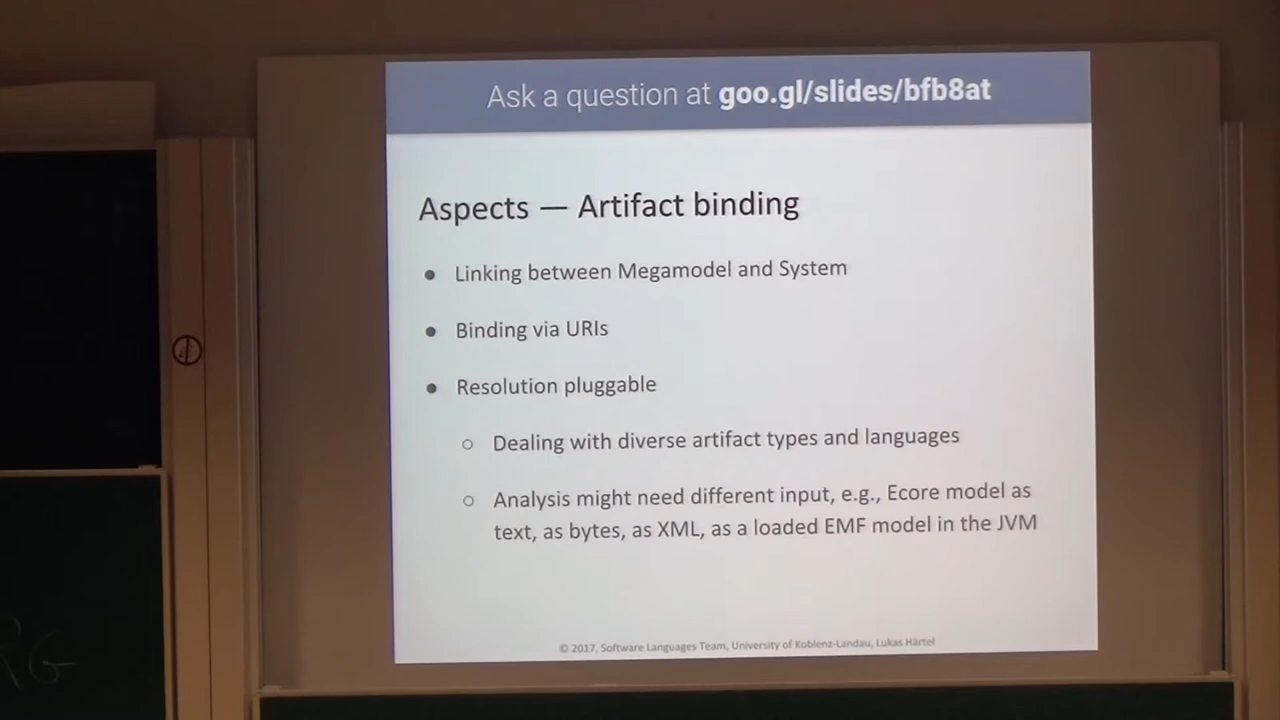 Ask a question at goo.gl/slides/bfb8at
Aspects — Artifact binding
● Linking between Megamodel and System
● Binding via URIs
● Resolution pluggable
○ Dealing with diverse artifact types and languages
○ Analysis might need different input, e.g., Ecore model as
text, as bytes, as XML, as a loaded EMF model in the JVM
© 2017, Software Languages Team, University of Koblenz-Landau, Lukas Härtel